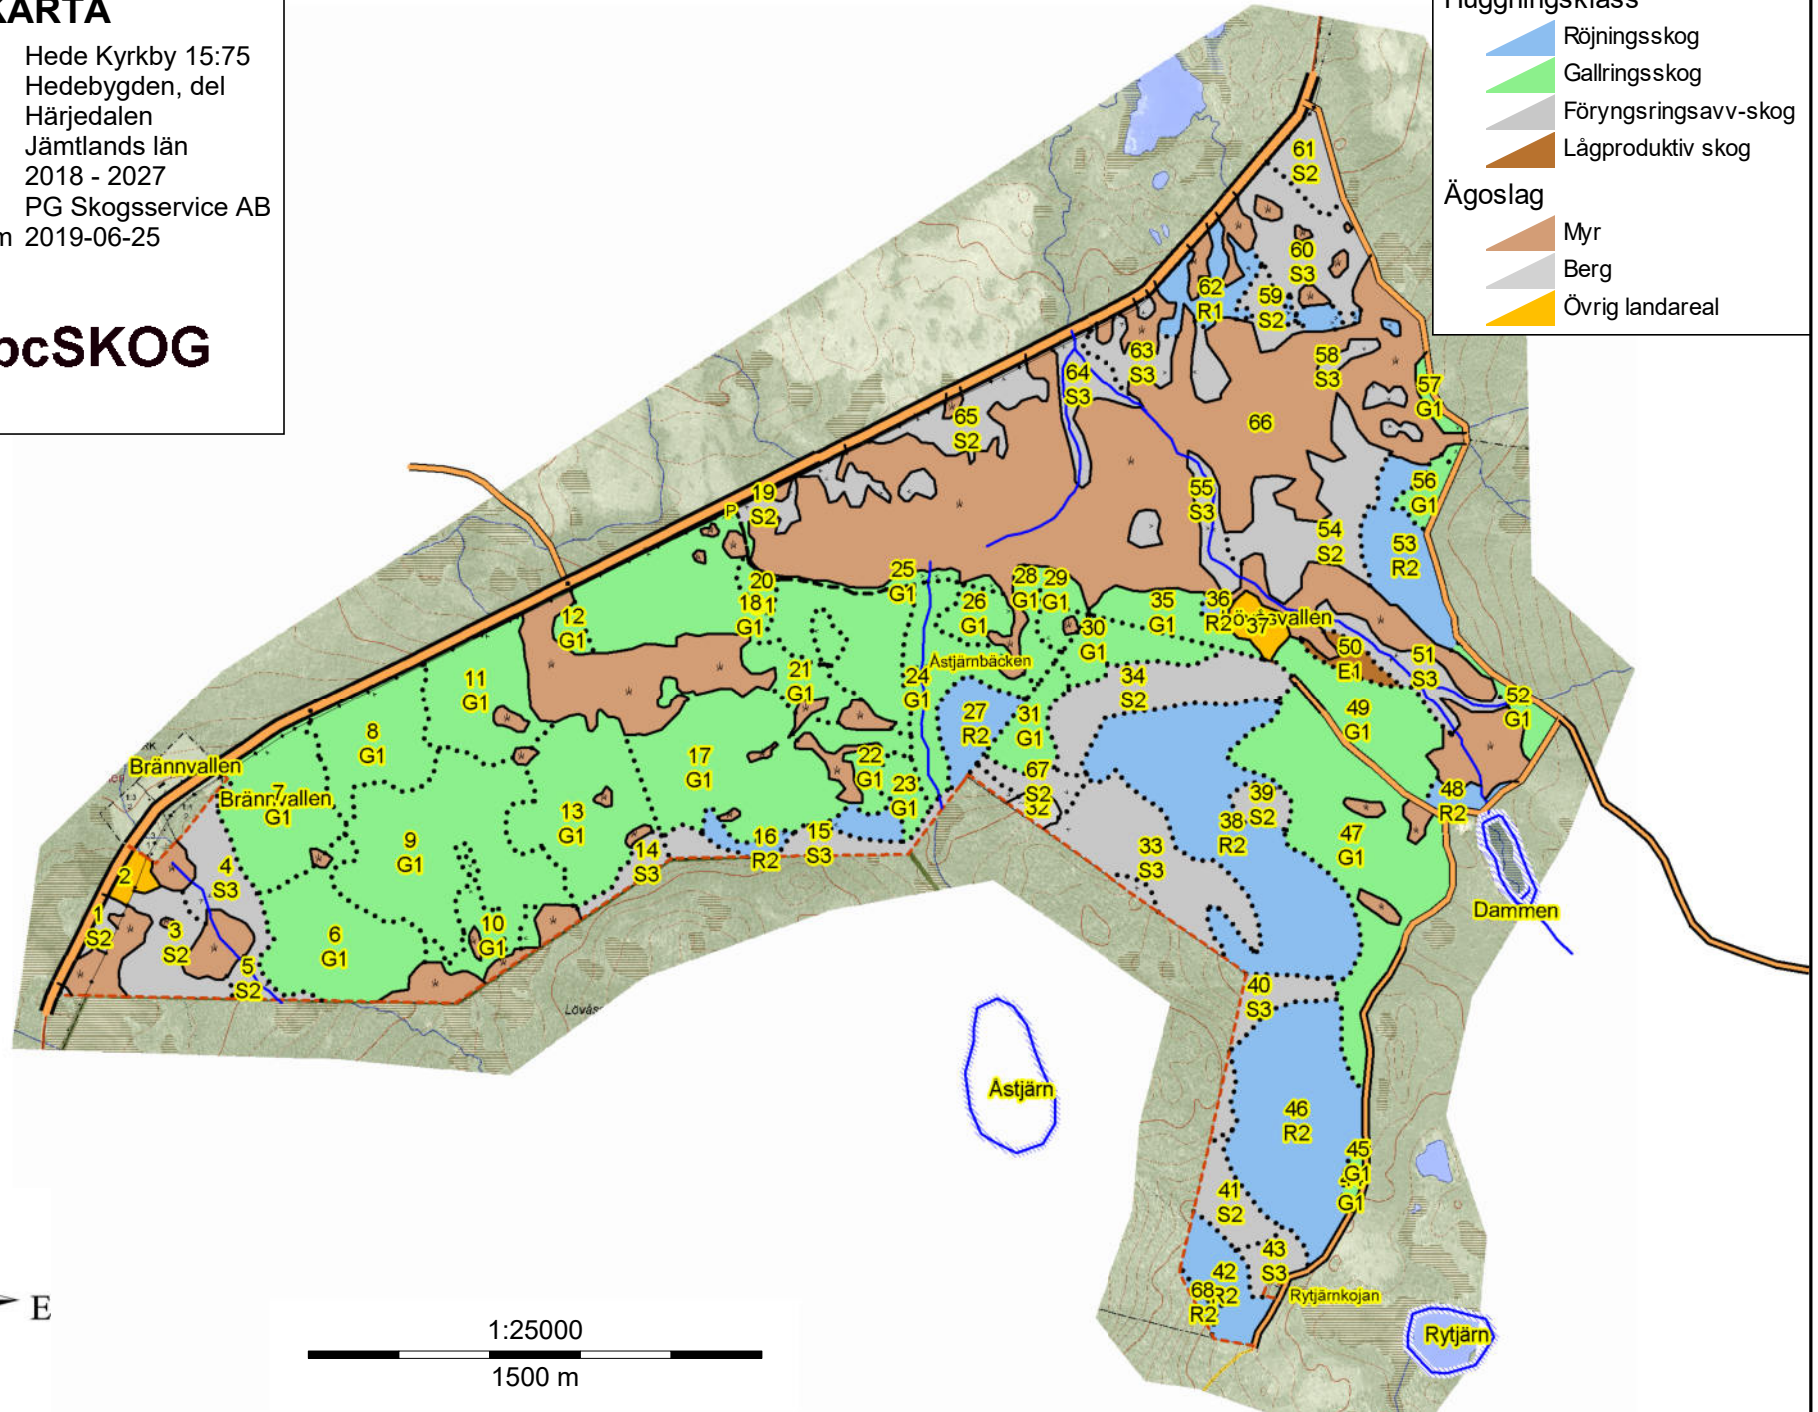 KARTA
Hede Kyrkby 15:75
Hedebygden, del
Härjedalen
Jämtlands län
2018 - 2027
PG Skogsservice AB
m 2019-06-25
pcSKOG
Huggningsklass
Röjningsskog
Gallringsskog
Föryngsringsavv-skog
Lågproduktiv skog
Ägoslag
Myr
Berg
Övrig landareal
61
S2
60
S3
62
R1
59
S2
63
S3
58
S3
64
S3
57
G1
65
S2
66
56
G1
19
S2
P
55
S3
54
S2
53
R2
25
G1
28
G1
29
G1
20
18
G1
12
G1
26
G1
35
G1
36
R2
37
30
G1
50
E1
51
S3
Åstjärnbäcken
21
G1
24
G1
34
S2
11
G1
52
G1
49
G1
27
R2
31
G1
8
G1
17
G1
22
G1
Brännvallen
67
S2
32
23
G1
48
R2
Brännvallen
7
G1
39
S2
38
R2
13
G1
16
R2
15
S3
47
G1
9
G1
14
S3
33
S3
4
S3
2
Dammen
1
S2
3
S2
10
G1
6
G1
5
S2
40
S3
Åstjärn
46
R2
45
G1
G1
41
S2
43
S3
42
R2
68
R2
Rytjärnkojan
E
1:25000
1500 m
Rytjärn